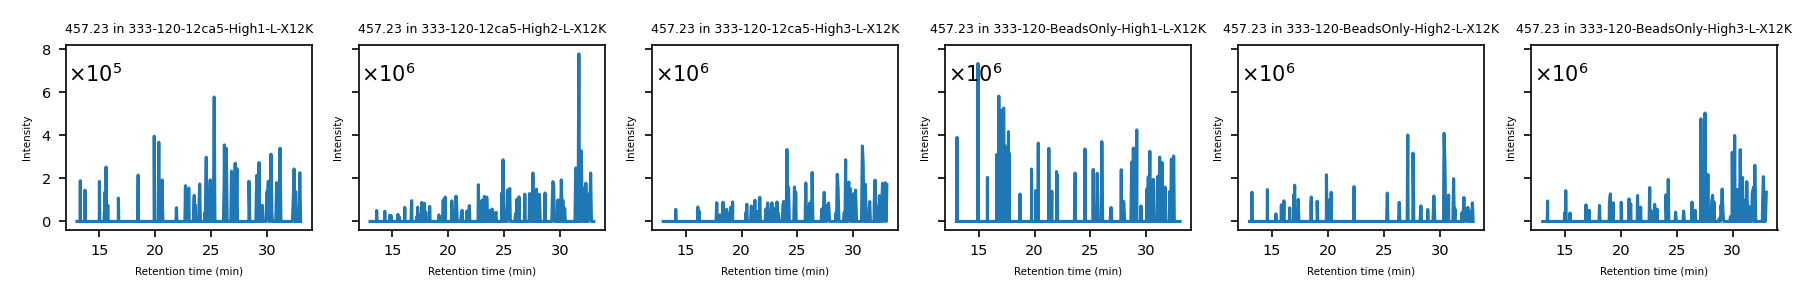 457.23 in 333-120-12ca5-High1-L-X12K
457.23 in 333-120-12ca5-High2-L-X12K
457.23 in 333-120-12ca5-High3-L-X12K
457.23 in 333-120-BeadsOnly-High1-L-X12K
457.23 in 333-120-BeadsOnly-High2-L-X12K
457.23 in 333-120-BeadsOnly-High3-L-X12K
8
6
4
2
0
×10⁵
×10⁶
×10⁶
×10⁶
×10⁶
×10⁶
Intensity
Intensity
Intensity
Intensity
Intensity
Intensity
15 20 25 30
15 20 25 30
15 20 25 30
15 20 25 30
15 20 25 30
15 20 25 30
Retention time (min)
Retention time (min)
Retention time (min)
Retention time (min)
Retention time (min)
Retention time (min)